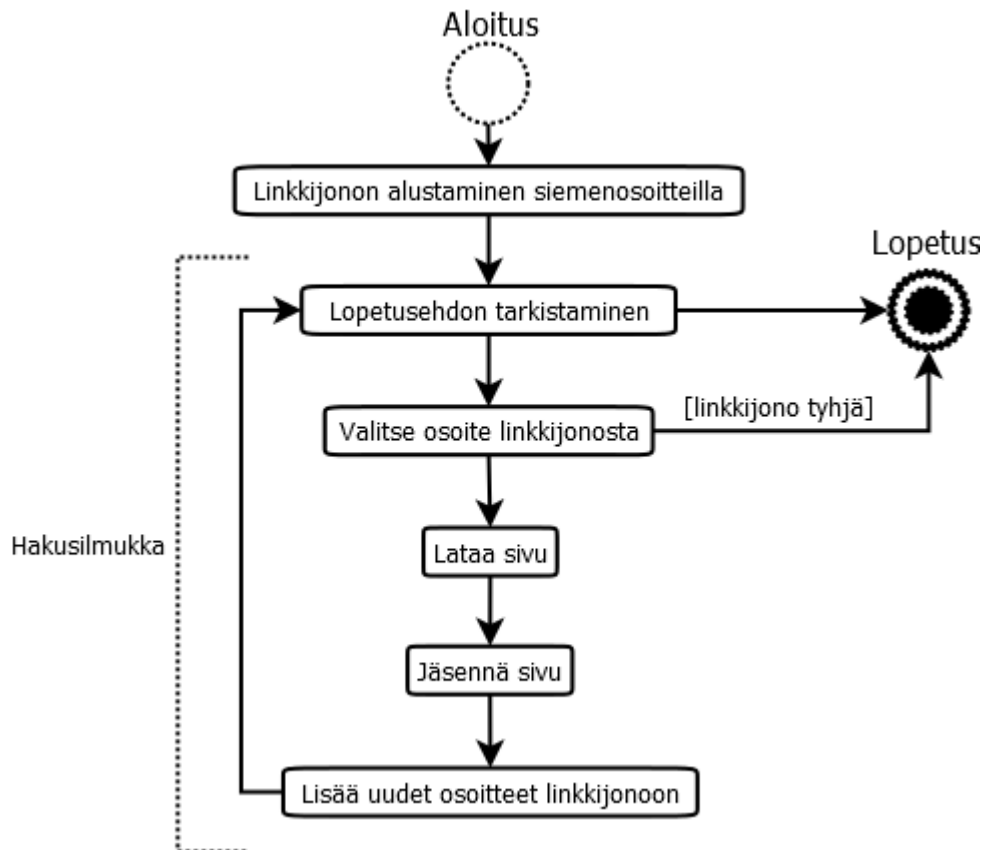 Aloitus
Linkkijonon alustaminen siemenosoitteilla
Lopetus
Lopetusehdon tarkistaminen
Valitse osoite linkkijonosta
[linkkijono tyhjä]
Hakusilmukka
Lataa sivu
Jäsennä sivu
Lisää uudet osoitteet linkkijonoon